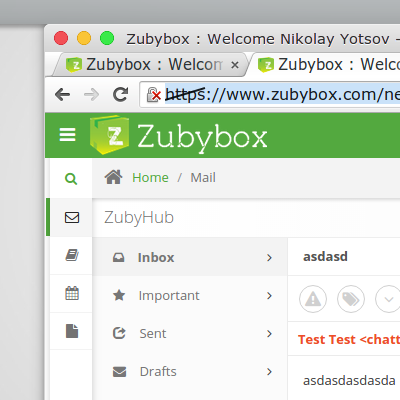 Zubybox : Welcome Nikolay Yotsov -
Zubybox : Welcom × Zubybox : Welc
https://www.zubybox.com/ne
Zubybox
Home / Mail
ZubyHub
Inbox
Important
Sent
Drafts
asdasd
Test Test <chatt
asdasdasdasda